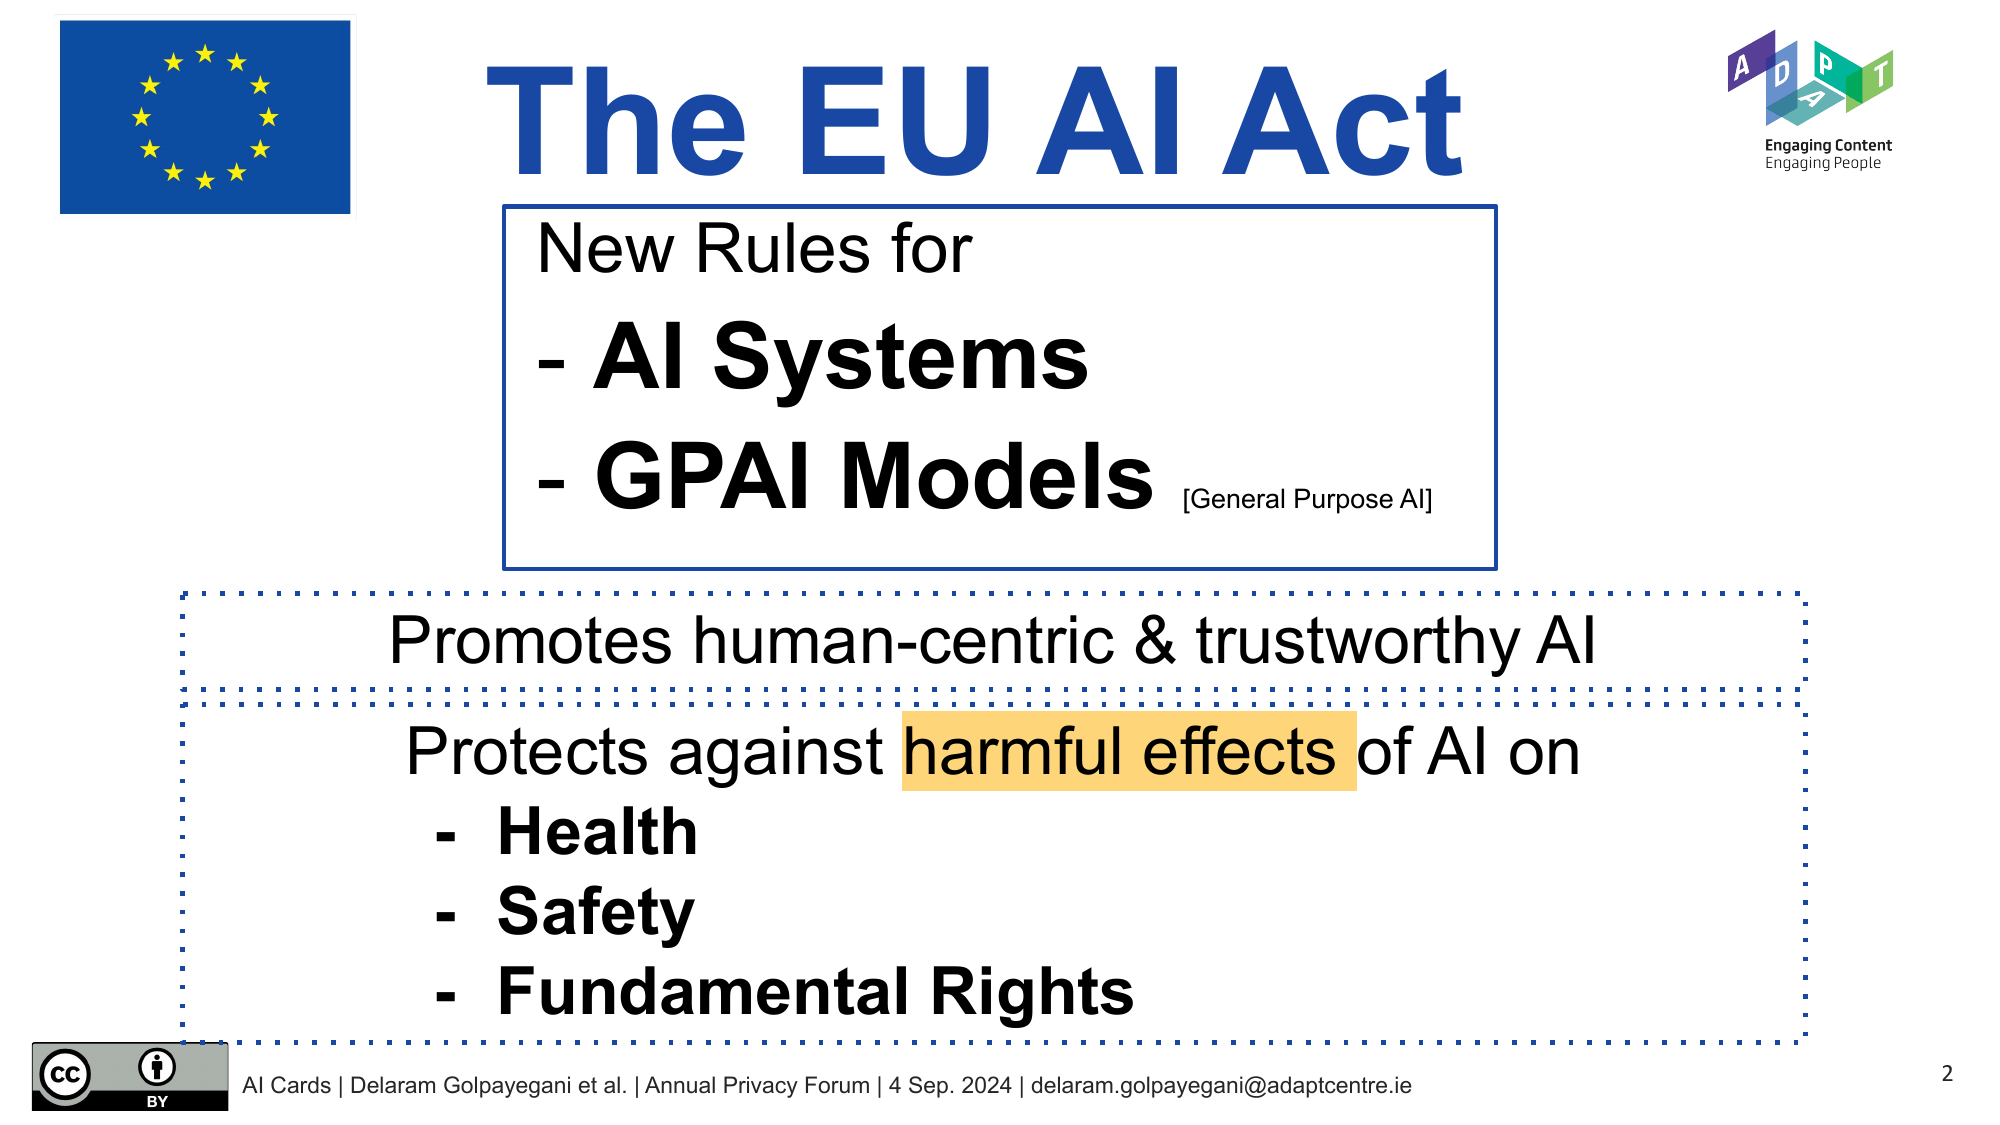 The EU AI Act
ADAPT
Engaging Content
Engaging People
New Rules for
- AI Systems
- GPAI Models [General Purpose AI]
Promotes human-centric & trustworthy AI
Protects against harmful effects of AI on
- Health
- Safety
- Fundamental Rights
cc
BY
AI Cards | Delaram Golpayegani et al. | Annual Privacy Forum | 4 Sep. 2024 | delaram.golpayegani@adaptcentre.ie
2